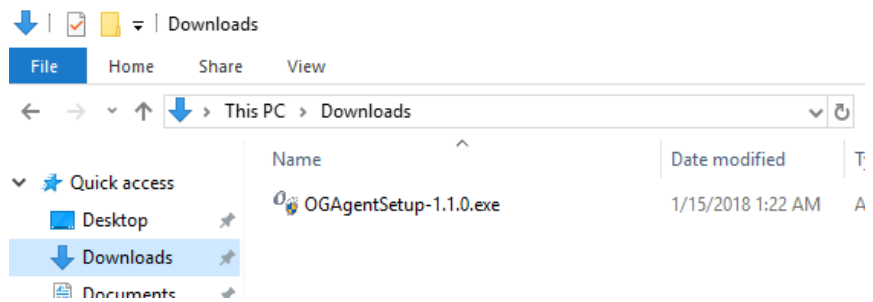 Downloads
File Home Share View
This PC Downloads
Name Date modified
Quick access
OGAgentSetup-1.1.0.exe 1/15/2018 1:22 AM A
Desktop
Downloads
Documents